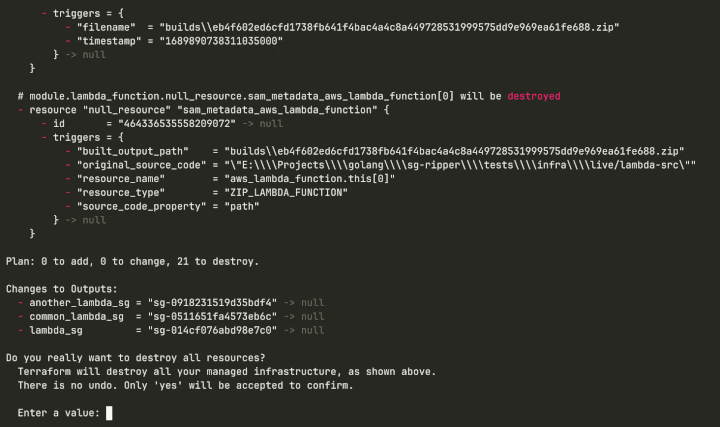 - triggers = {
- "filename"  = "builds\\eb4f602ed6cfd1738fb641f4bac4a4c8a449728531999575dd9e969ea61fe688.zip"
- "timestamp" = "1689890738311035000"
} -> null
}
# module.lambda_function.null_resource.sam_metadata_aws_lambda_function[0] will be destroyed
- resource "null_resource" "sam_metadata_aws_lambda_function" {
- id       = "464336535558209072" -> null
- triggers = {
- "built_output_path"    = "builds\\eb4f602ed6cfd1738fb641f4bac4a4c8a449728531999575dd9e969ea61fe688.zip"
- "original_source_code" = "\"E:\\\\Projects\\\\golang\\\\sg-ripper\\\\tests\\\\infra\\\\live/lambda-src\""
- "resource_name"        = "aws_lambda_function.this[0]"
- "resource_type"        = "ZIP_LAMBDA_FUNCTION"
- "source_code_property" = "path"
} -> null
}
Plan: 0 to add, 0 to change, 21 to destroy.
Changes to Outputs:
- another_lambda_sg = "sg-0918231519d35bdf4" -> null
- common_lambda_sg  = "sg-0511651fa4573eb6c" -> null
- lambda_sg         = "sg-014cf076abd98e7c0" -> null
Do you really want to destroy all resources?
Terraform will destroy all your managed infrastructure, as shown above.
There is no undo. Only 'yes' will be accepted to confirm.
Enter a value: